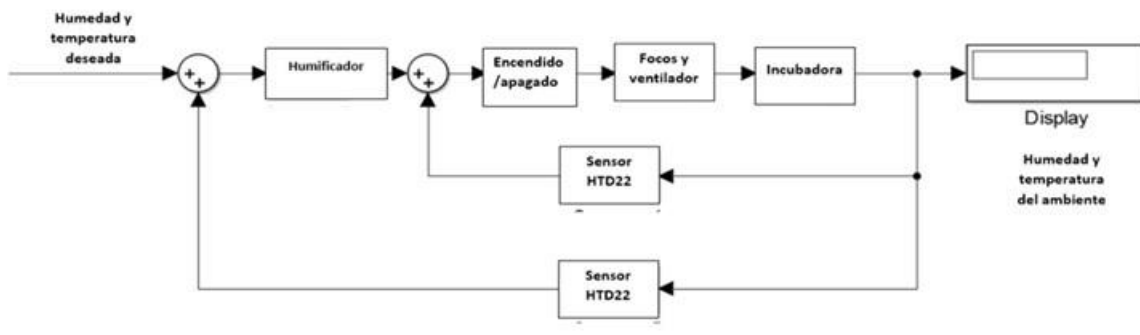 Humedad y
temperatura
deseada
+
+
Humificador
+
+
Encendido
/apagado
Focos y
ventilador
Incubadora
Display
Humedad y
temperatura
del ambiente
Sensor
HTD22
Sensor
HTD22